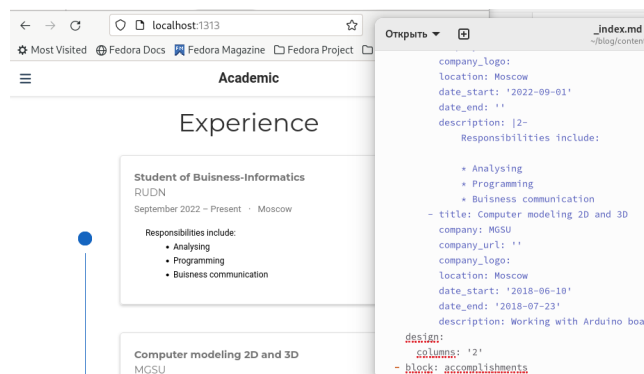 localhost:1313
Most Visited Fedora Docs Fedora Magazine Fedora Project
Academic
Experience
Student of Buisness-Informatics
RUDN
September 2022 – Present · Moscow
Responsibilities include:
• Analysing
• Programming
• Buisness communication
Computer modeling 2D and 3D
MGSU
Открыть
_index.md
~/blog/content
company_logo:
location: Moscow
date_start: '2022-09-01'
date_end: ''
description: |2-
Responsibilities include:
* Analysing
* Programming
* Buisness communication
- title: Computer modeling 2D and 3D
company: MGSU
company_url: ''
company_logo:
location: Moscow
date_start: '2018-06-10'
date_end: '2018-07-23'
description: Working with Arduino boa
design:
columns: '2'
- block: accomplishments